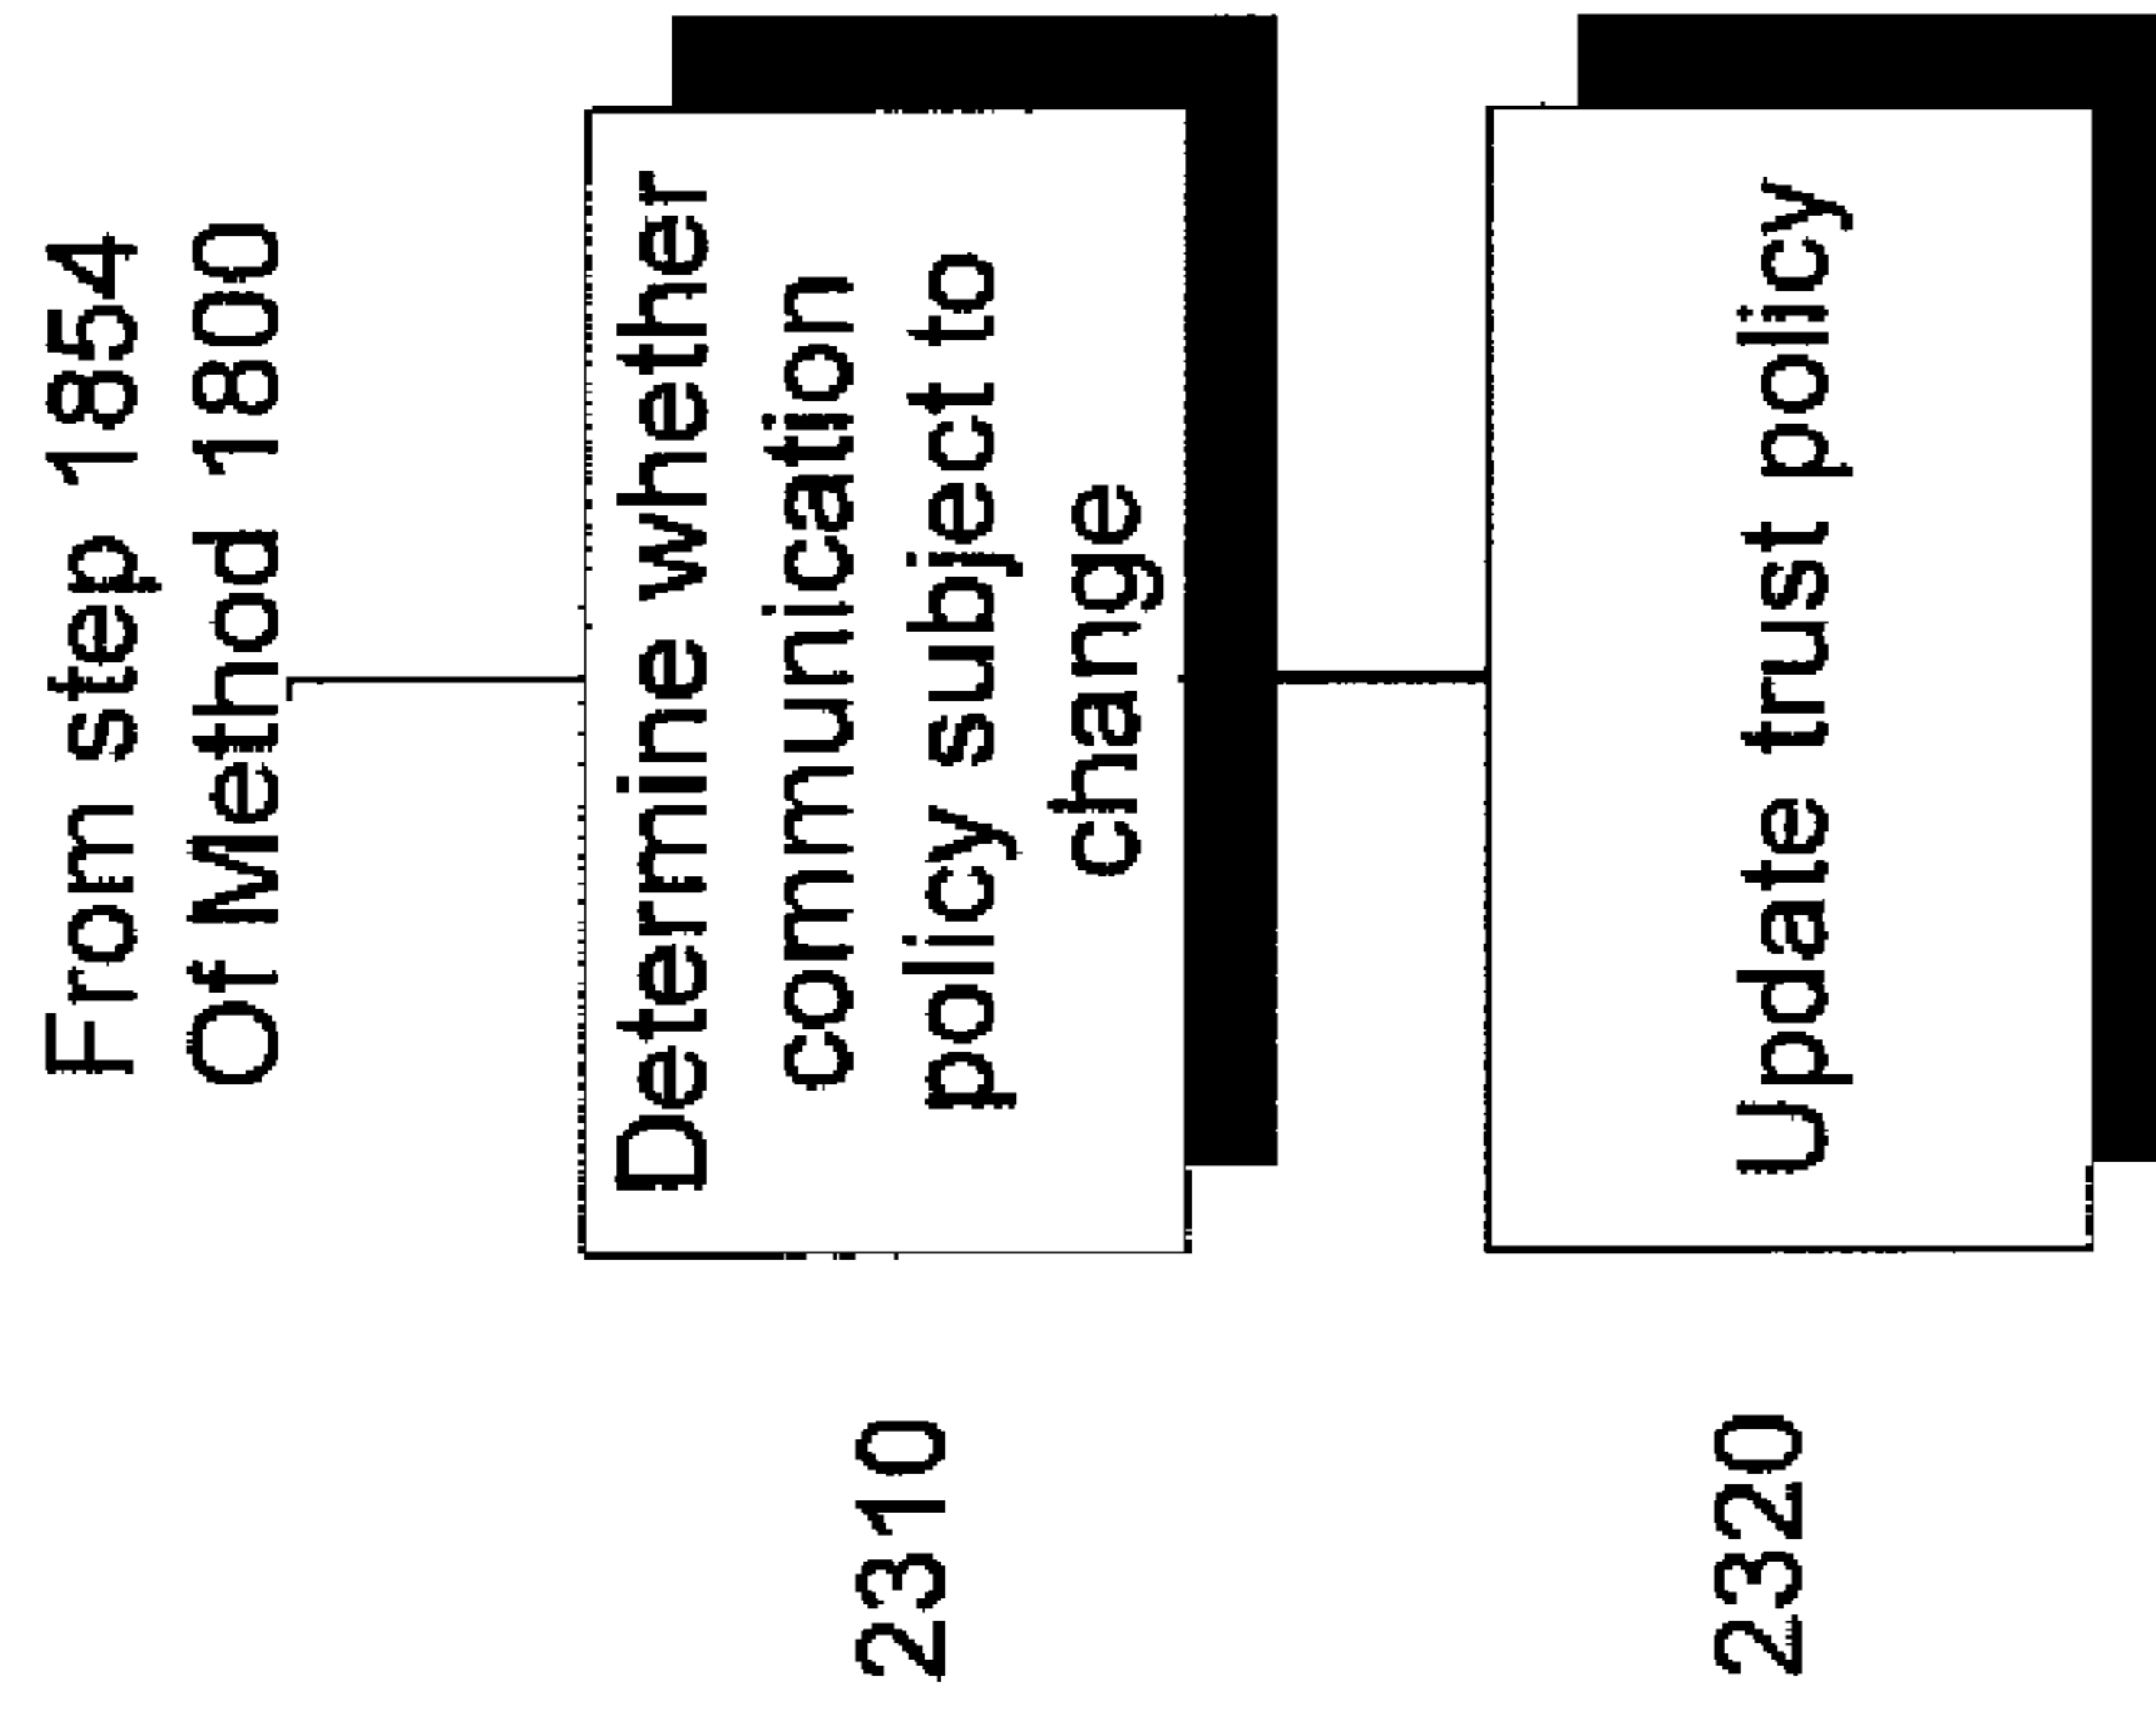 From step 1854
Of Method 1800
Determine whether
communication
policy subject to
change
2310
Update trust policy
2320